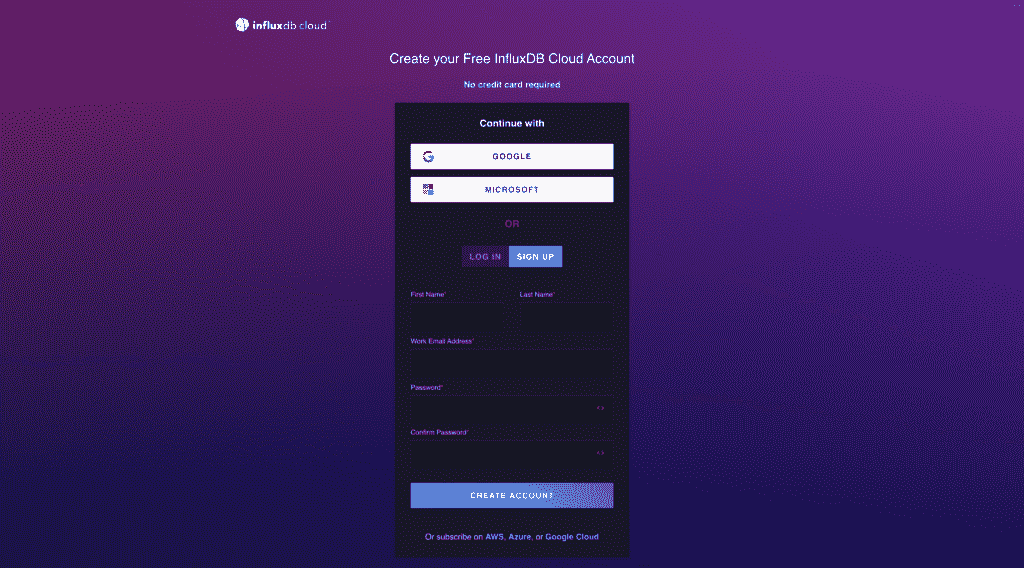 influxdb cloud
Create your Free InfluxDB Cloud Account
No credit card required
Continue with
GOOGLE
MICROSOFT
OR
LOG IN SIGN UP
First Name* Last Name*
Work Email Address*
Password*
Confirm Password*
CREATE ACCOUNT
Or subscribe on AWS, Azure, or Google Cloud